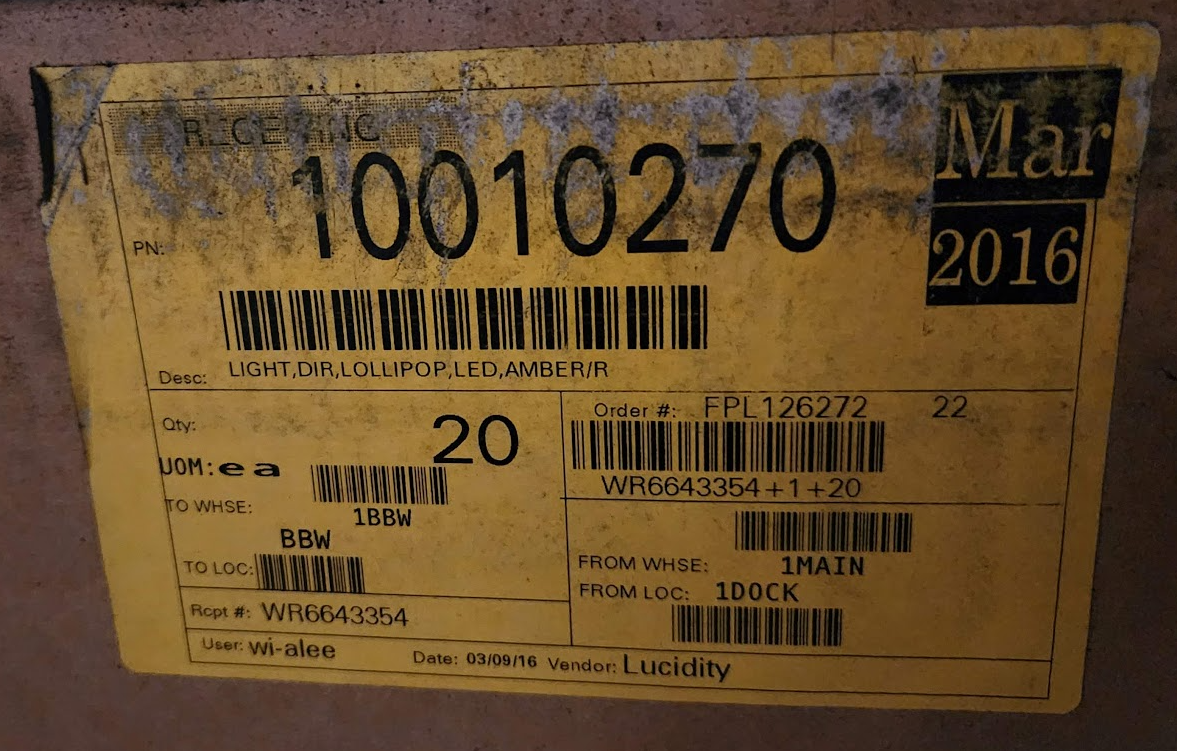 RECEIVING
Mar
2016
PN: 10010270
Desc: LIGHT,DIR,LOLLIPOP,LED,AMBER/R
Qty: 20
UOM:ea
TO WHSE: 1BBW
BBW
TO LOC:
Order #: FPL126272 22
WR6643354+1+20
FROM WHSE: 1MAIN
FROM LOC: 1DOCK
Rcpt #: WR6643354
User: wi-alee Date: 03/09/16 Vendor: Lucidity